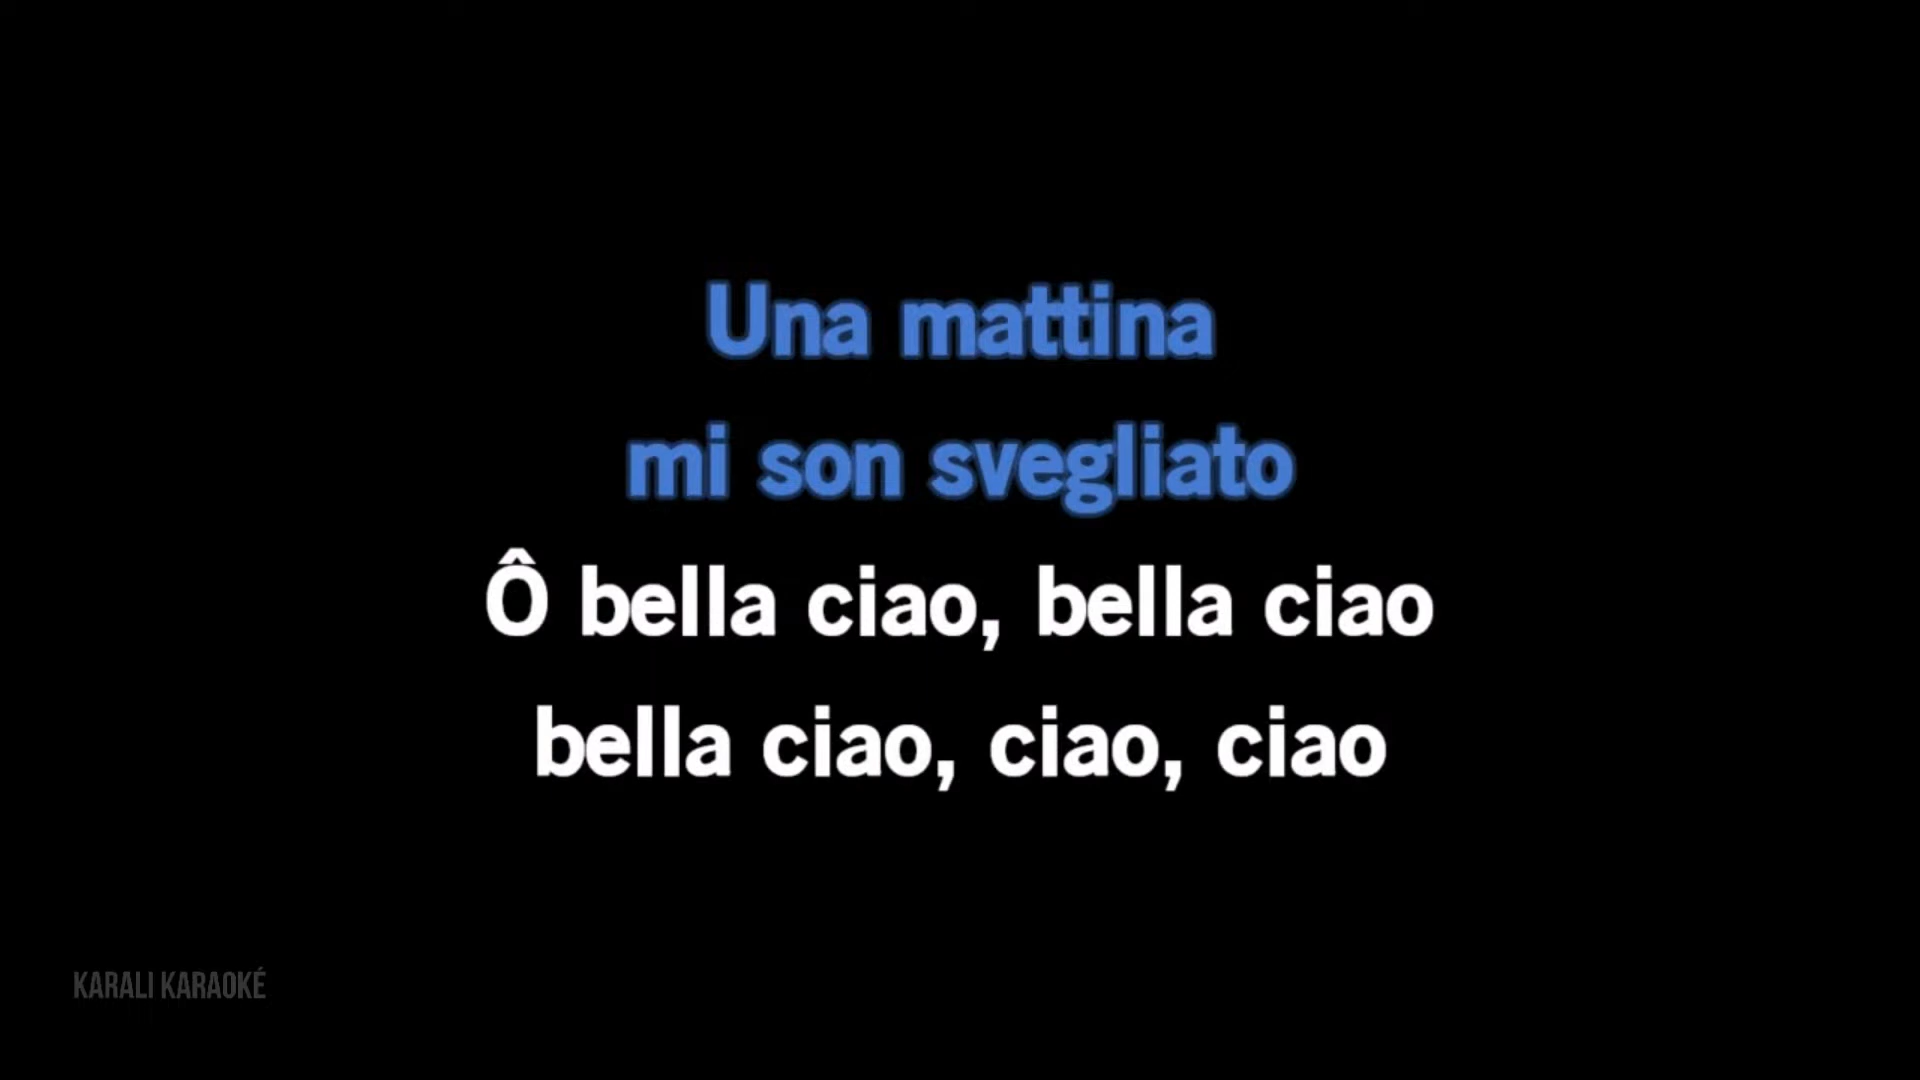 Una mattina
mi son svegliato
Ô bella ciao, bella ciao
bella ciao, ciao, ciao
KARALI KARAOKÉ